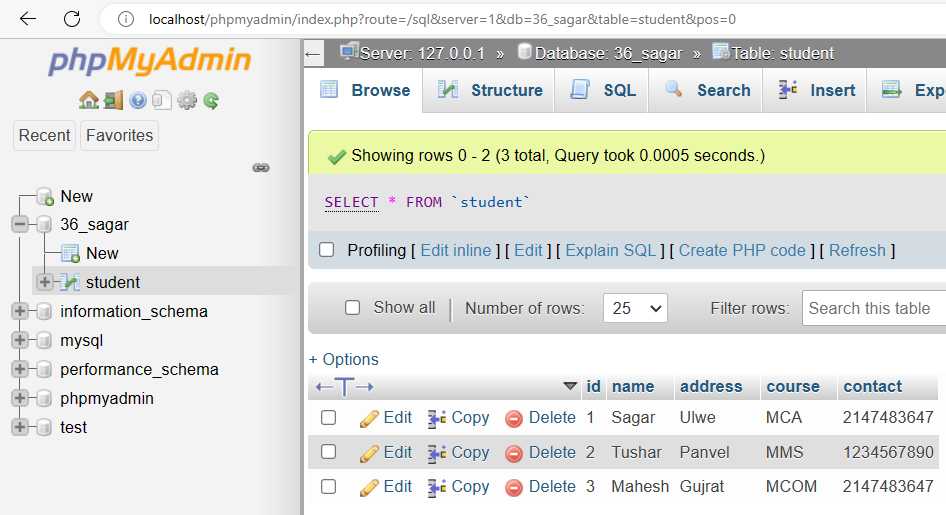 localhost/phpmyadmin/index.php?route=/sql&server=1&db=36_sagar&table=student&pos=0
phpMyAdmin
Recent Favorites
New
36_sagar
New
student
information_schema
mysql
performance_schema
phpmyadmin
test
Server: 127.0.0.1 » Database: 36_sagar » Table: student
Browse Structure SQL Search Insert Expo
Showing rows 0 - 2 (3 total, Query took 0.0005 seconds.)
SELECT * FROM `student`
Profiling [ Edit inline ] [ Edit ] [ Explain SQL ] [ Create PHP code ] [ Refresh ]
Show all Number of rows: 25 Filter rows: Search this table
+ Options
←T→ id name address course contact
Edit Copy Delete 1 Sagar Ulwe MCA 2147483647
Edit Copy Delete 2 Tushar Panvel MMS 1234567890
Edit Copy Delete 3 Mahesh Gujrat MCOM 2147483647